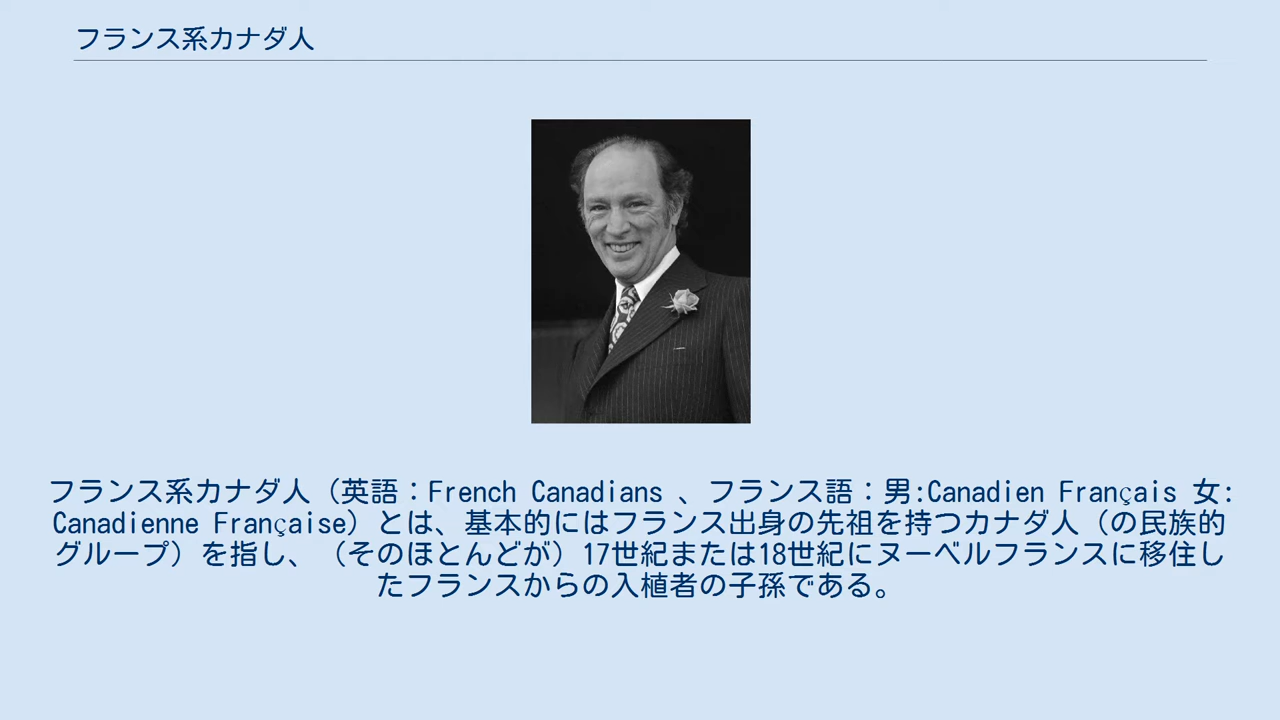 フランス系カナダ人
フランス系カナダ人（英語：French Canadians 、フランス語：男:Canadien Français 女:
Canadienne Française）とは、基本的にはフランス出身の先祖を持つカナダ人（の民族的
グループ）を指し、（そのほとんどが）17世紀または18世紀にヌーベルフランスに移住し
たフランスからの入植者の子孫である。